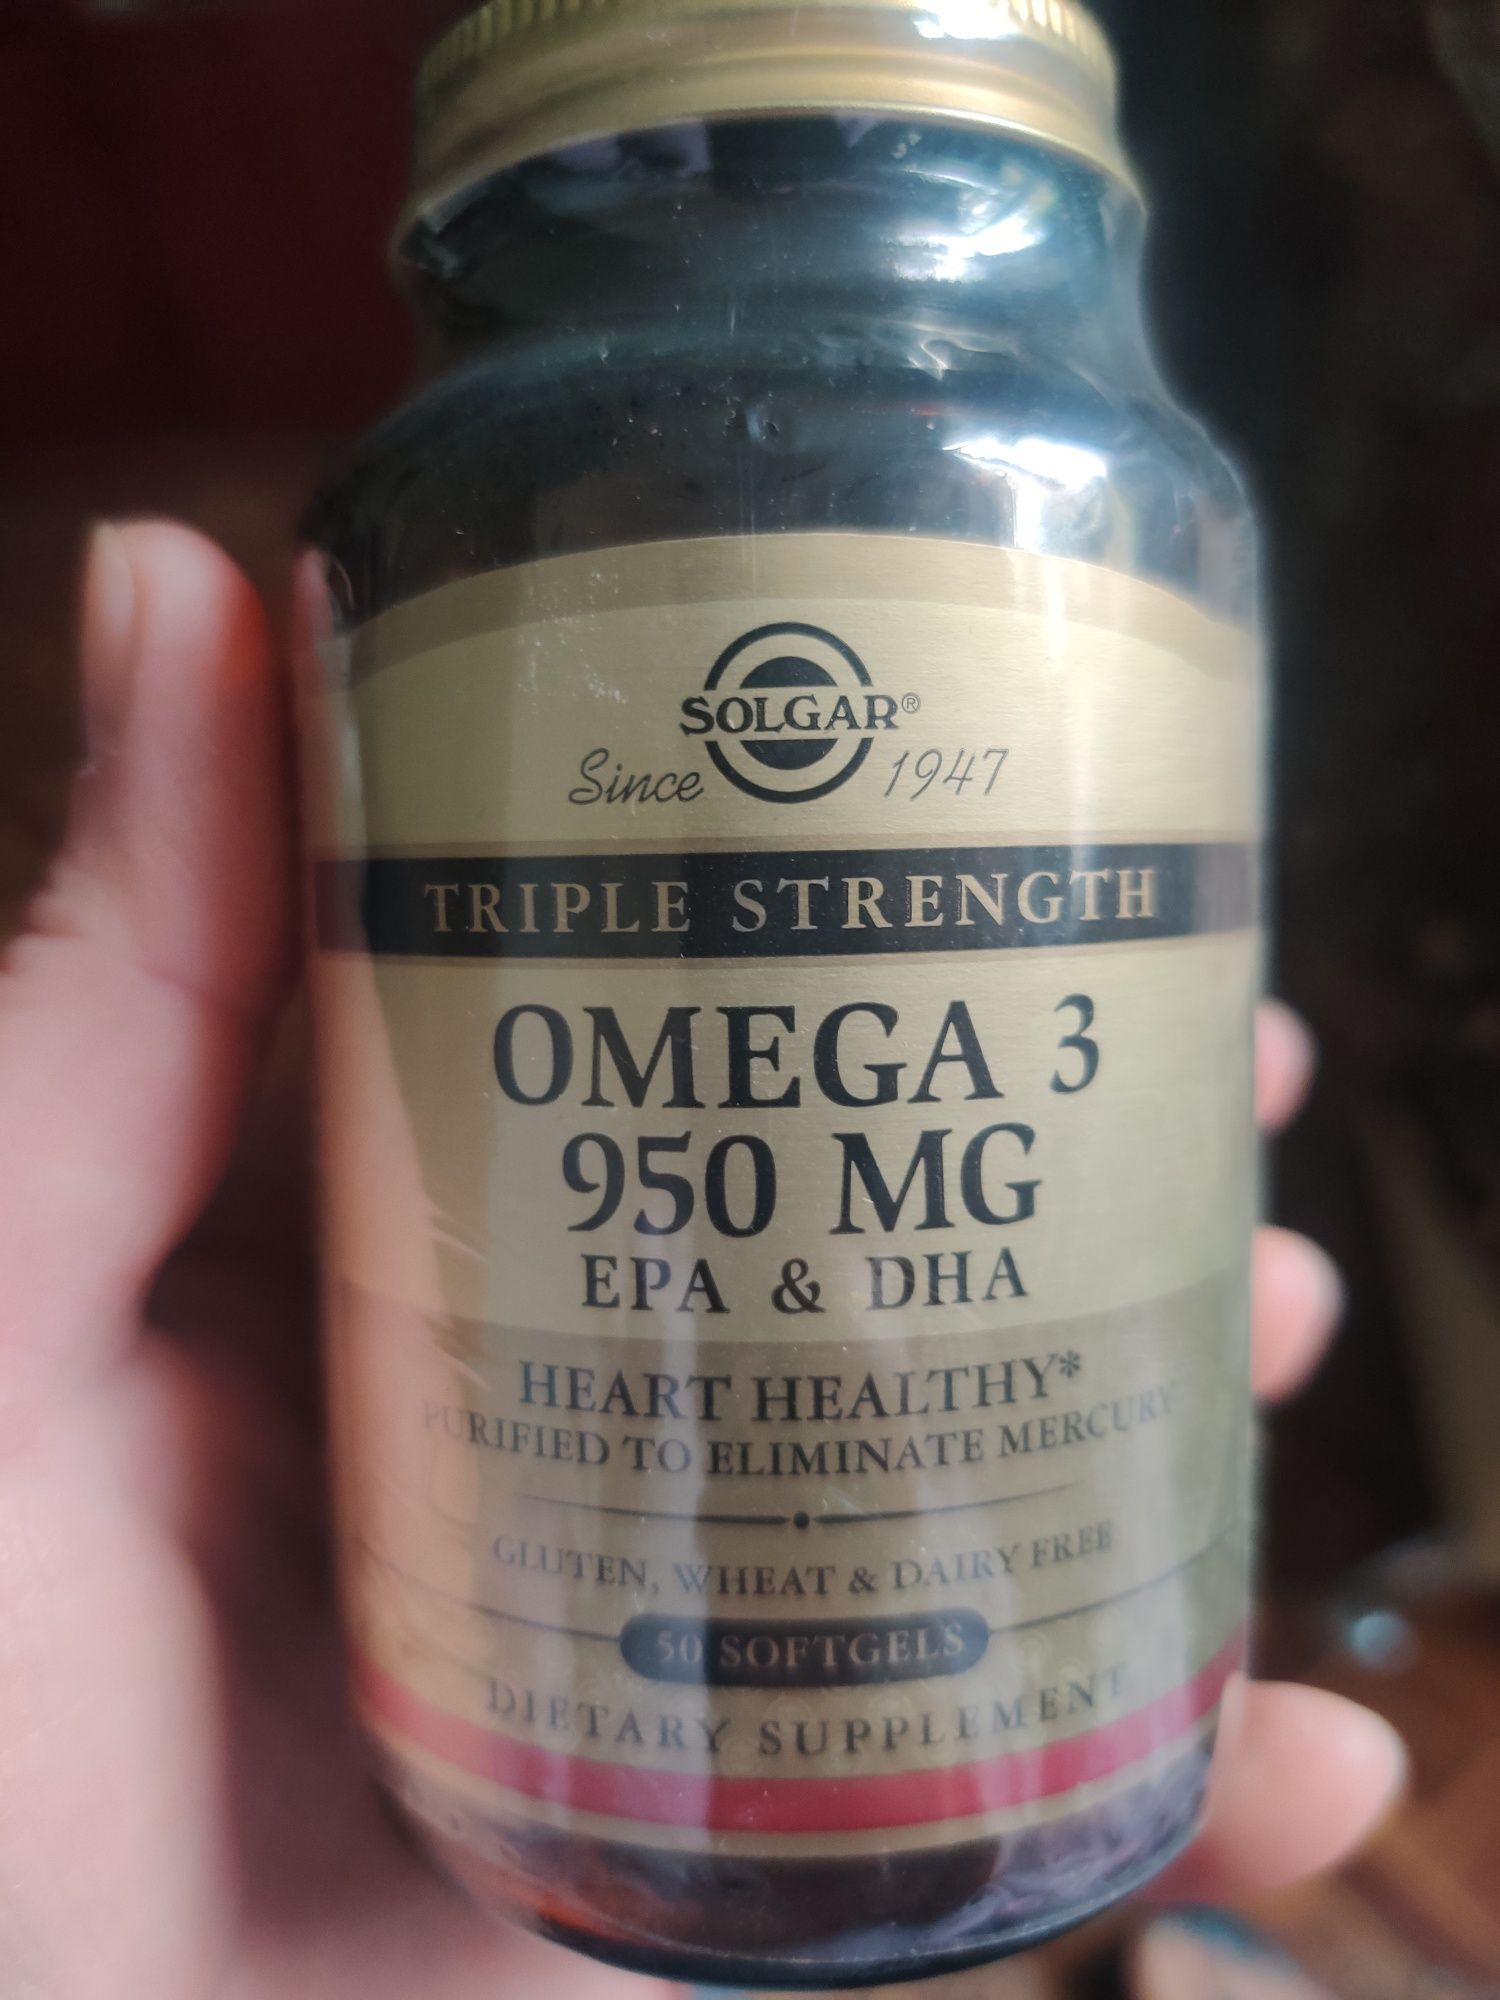 SOLGAR®
Since 1947
TRIPLE STRENGTH
OMEGA 3
950 MG
EPA & DHA
HEART HEALTHY*
PURIFIED TO ELIMINATE MERCURY
GLUTEN, WHEAT & DAIRY FREE
50 SOFTGELS
DIETARY SUPPLEMENT